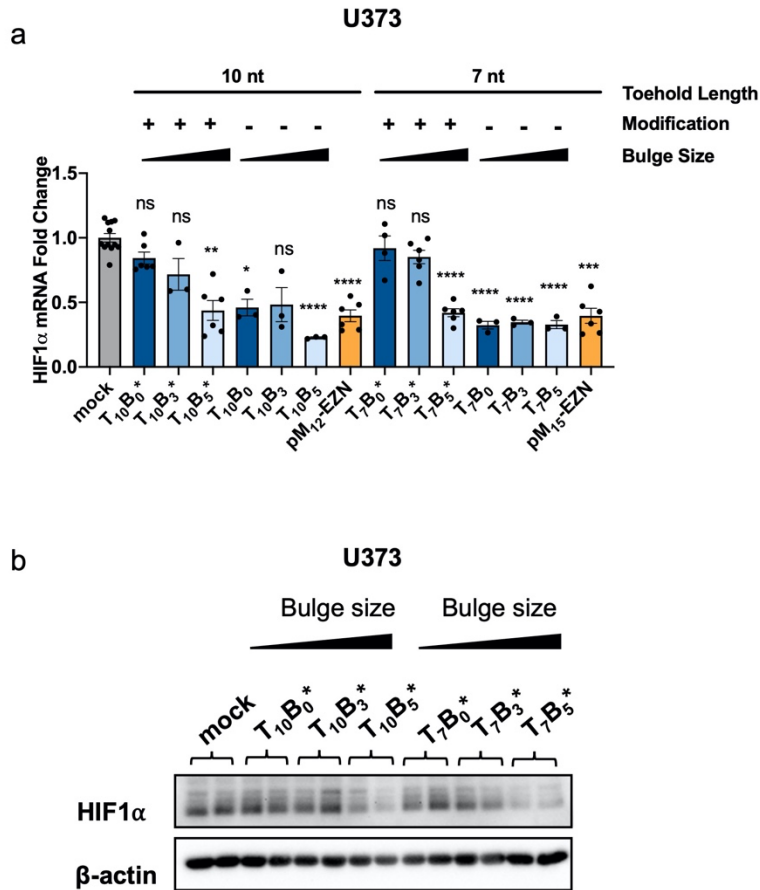 U373
a
10 nt 7 nt Toehold Length
+ + + - - - + + + - - - Modification
Bulge Size
HIF1α mRNA Fold Change
1.5
1.0
0.5
0.0
ns ns ** * ns **** **** ns ns **** **** **** **** ***
mock T₁₀B₀* T₁₀B₃* T₁₀B₅* T₁₀B₀ T₁₀B₃ T₁₀B₅ pM₁₂-EZN T₇B₀* T₇B₃* T₇B₅* T₇B₀ T₇B₃ T₇B₅ pM₁₅-EZN
b
U373
Bulge size Bulge size
mock T₁₀B₀* T₁₀B₃* T₁₀B₅* T₇B₀* T₇B₃* T₇B₅*
HIF1α
β-actin